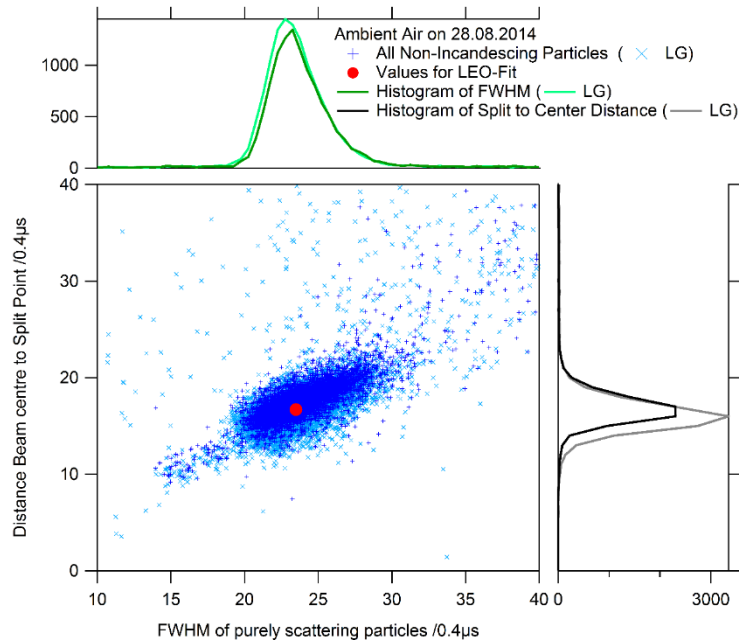 Ambient Air on 28.08.2014
+ All Non-Incandescing Particles ( × LG)
Values for LEO-Fit
Histogram of FWHM ( LG)
Histogram of Split to Center Distance ( LG)
1000
500
0
40
30
20
10
0
Distance Beam centre to Split Point /0.4µs
10 15 20 25 30 35 40
0 3000
FWHM of purely scattering particles /0.4µs